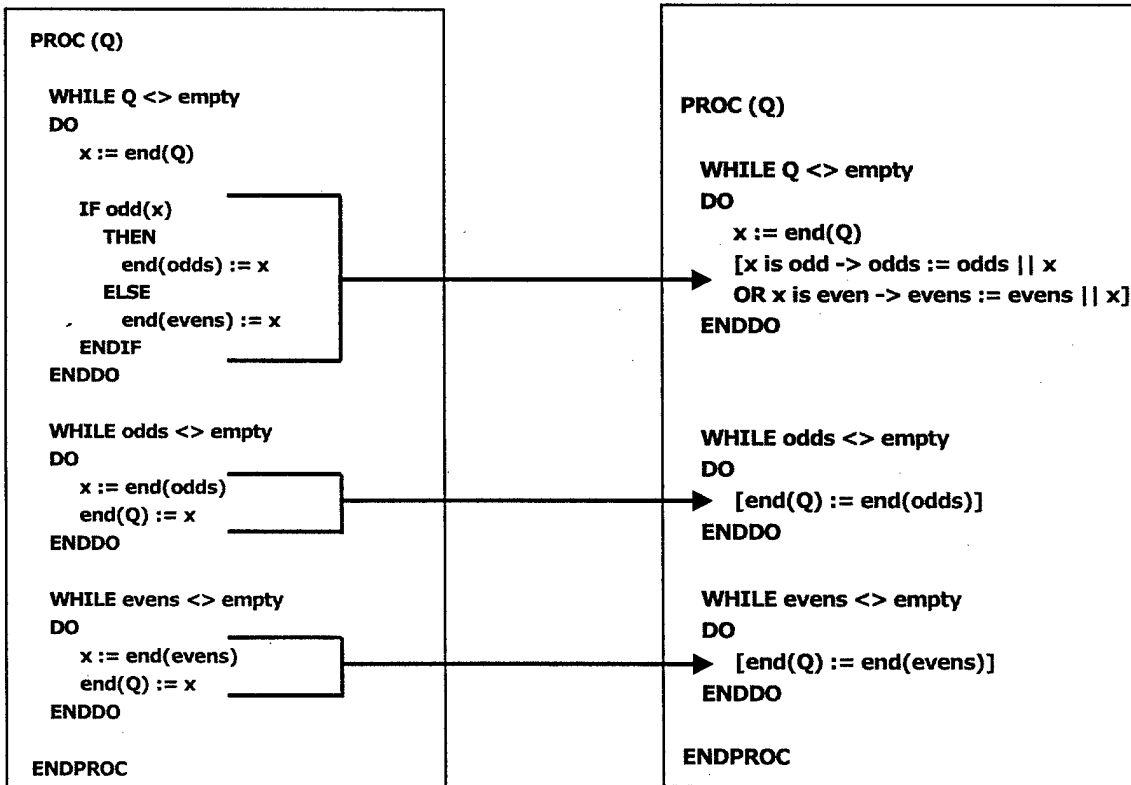 PROC (Q)
WHILE Q <> empty
DO
x := end(Q)
IF odd(x)
THEN
end(odds) := x
ELSE
end(evens) := x
ENDIF
ENDDO
WHILE odds <> empty
DO
x := end(odds)
end(Q) := x
ENDDO
WHILE evens <> empty
DO
x := end(evens)
end(Q) := x
ENDDO
ENDPROC
PROC (Q)
WHILE Q <> empty
DO
x := end(Q)
[x is odd -> odds := odds || x
OR x is even -> evens := evens || x]
ENDDO
WHILE odds <> empty
DO
[end(Q) := end(odds)]
ENDDO
WHILE evens <> empty
DO
[end(Q) := end(evens)]
ENDDO
ENDPROC